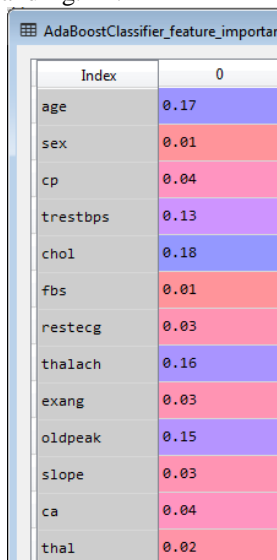 AdaBoostClassifier_feature_importan
Index 0
age 0.17
sex 0.01
cp 0.04
trestbps 0.13
chol 0.18
fbs 0.01
restecg 0.03
thalach 0.16
exang 0.03
oldpeak 0.15
slope 0.03
ca 0.04
thal 0.02